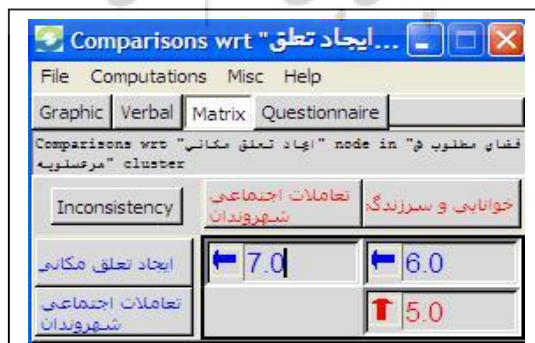 Comparisons wrt "ایجاد تعلق...
File Computations Misc Help
Graphic Verbal Matrix Questionnaire
Comparisons wrt "ایجاد تعلق مکانی" node in "فضای مطلوب ق
مرعسلویه" cluster
Inconsistency
تعاملات اجتماعی
شهروندان
خوانایی و سرزندگ
ایجاد تعلق مکانی
7.0
6.0
تعاملات اجتماعی
شهروندان
5.0